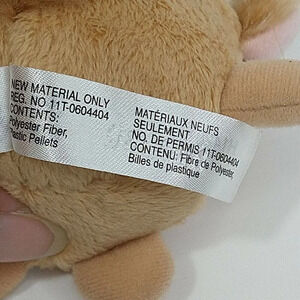 NEW MATERIAL ONLY
REG. NO 11T-0604404
CONTENTS:
Polyester Fiber,
Plastic Pellets
MATÉRIAUX NEUFS
SEULEMENT
NO. DE PERMIS 11T-0604404
CONTENU: Fibre de Polyester,
Billes de plastique